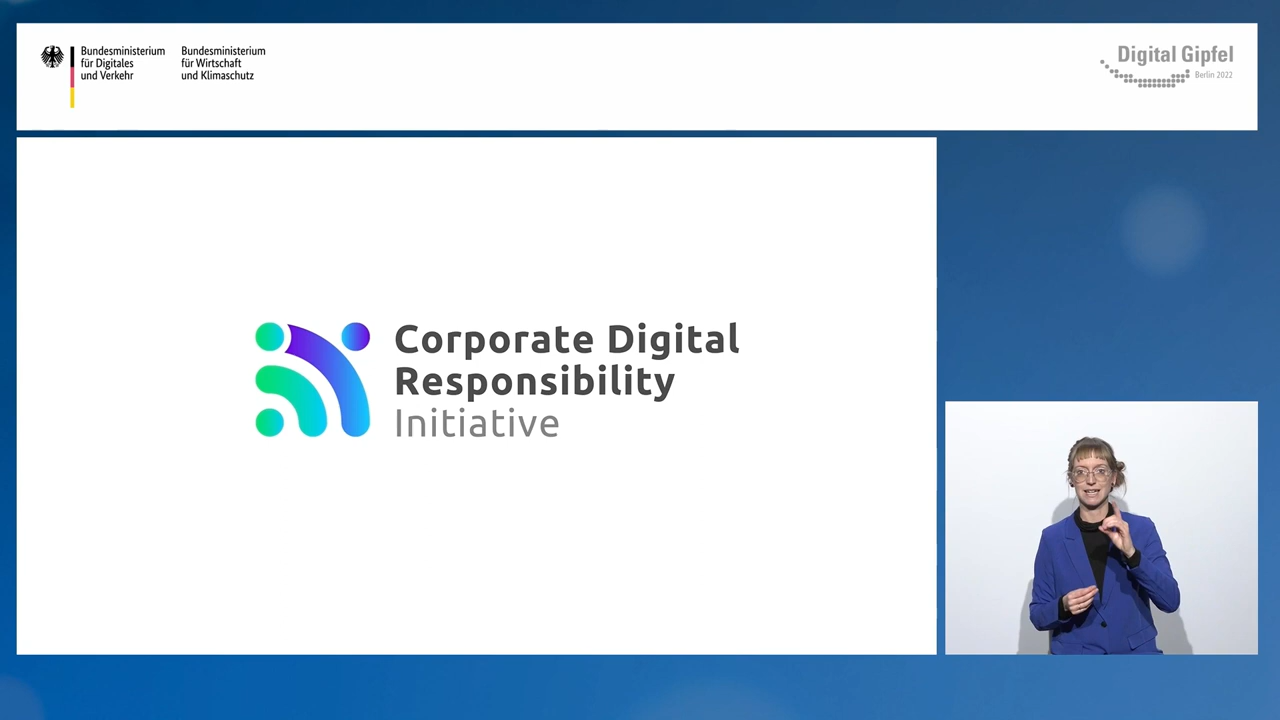 Bundesministerium
für Digitales
und Verkehr
Bundesministerium
für Wirtschaft
und Klimaschutz
Digital Gipfel
Berlin 2022
Corporate Digital
Responsibility
Initiative